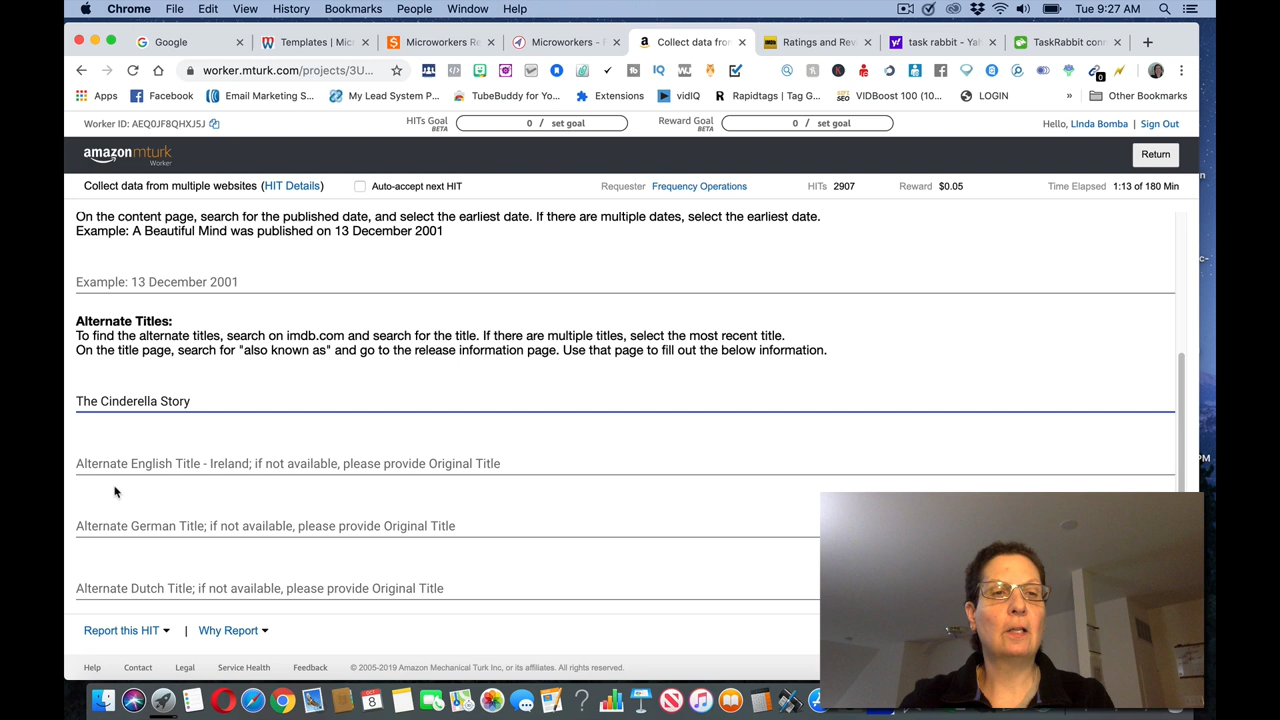 Chrome File Edit View History Bookmarks People Window Help Tue 9:27 AM
Google Templates | Mic Microworkers Re Microworkers - F Collect data from Ratings and Rev task rabbit - Ya TaskRabbit con
worker.mturk.com/projects/3U...
Apps Facebook Email Marketing S... My Lead System P... TubeBuddy for Yo... Extensions vidIQ Rapidtags | Tag G... VIDBoost 100 (10... LOGIN » Other Bookmarks
Worker ID: AEQ0JF8QHXJ5J HITs Goal BETA 0 / set goal Reward Goal BETA 0 / set goal Hello, LInda Bomba | Sign Out
amazon mturk Worker Return
Collect data from multiple websites (HIT Details) Auto-accept next HIT Requester Frequency Operations HITs 2907 Reward $0.05 Time Elapsed 1:13 of 180 Min
On the content page, search for the published date, and select the earliest date. If there are multiple dates, select the earliest date.
Example: A Beautiful Mind was published on 13 December 2001
Example: 13 December 2001
Alternate Titles:
To find the alternate titles, search on imdb.com and search for the title. If there are multiple titles, select the most recent title.
On the title page, search for "also known as" and go to the release information page. Use that page to fill out the below information.
The Cinderella Story
Alternate English Title - Ireland; if not available, please provide Original Title
Alternate German Title; if not available, please provide Original Title
Alternate Dutch Title; if not available, please provide Original Title
Report this HIT | Why Report
Help Contact Legal Service Health Feedback © 2005-2019 Amazon Mechanical Turk Inc, or its affiliates. All rights reserved.